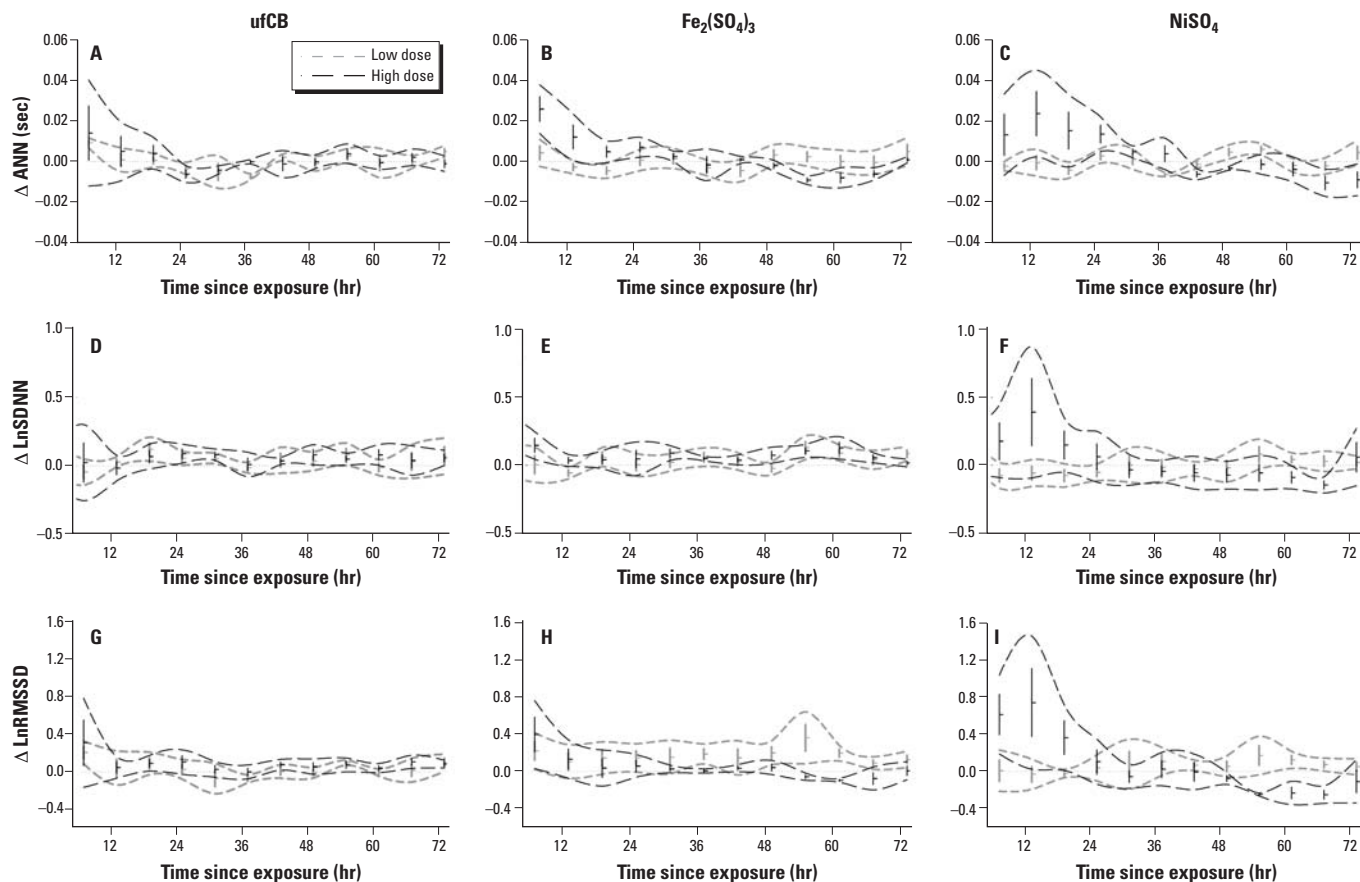 ufCB
Fe2(SO4)3
NiSO4
Δ ANN (sec)
A
Low dose
High dose
0.06
0.04
0.02
0.00
–0.02
–0.04
12 24 36 48 60 72
Time since exposure (hr)
B
0.06
0.04
0.02
0.00
–0.02
–0.04
12 24 36 48 60 72
Time since exposure (hr)
C
0.06
0.04
0.02
0.00
–0.02
–0.04
12 24 36 48 60 72
Time since exposure (hr)
Δ LnSDNN
D
1.0
0.5
0.0
–0.5
12 24 36 48 60 72
Time since exposure (hr)
E
1.0
0.5
0.0
–0.5
12 24 36 48 60 72
Time since exposure (hr)
F
1.0
0.5
0.0
–0.5
12 24 36 48 60 72
Time since exposure (hr)
Δ LnRMSSD
G
1.6
1.2
0.8
0.4
0.0
–0.4
12 24 36 48 60 72
Time since exposure (hr)
H
1.6
1.2
0.8
0.4
0.0
–0.4
12 24 36 48 60 72
Time since exposure (hr)
I
1.6
1.2
0.8
0.4
0.0
–0.4
12 24 36 48 60 72
Time since exposure (hr)